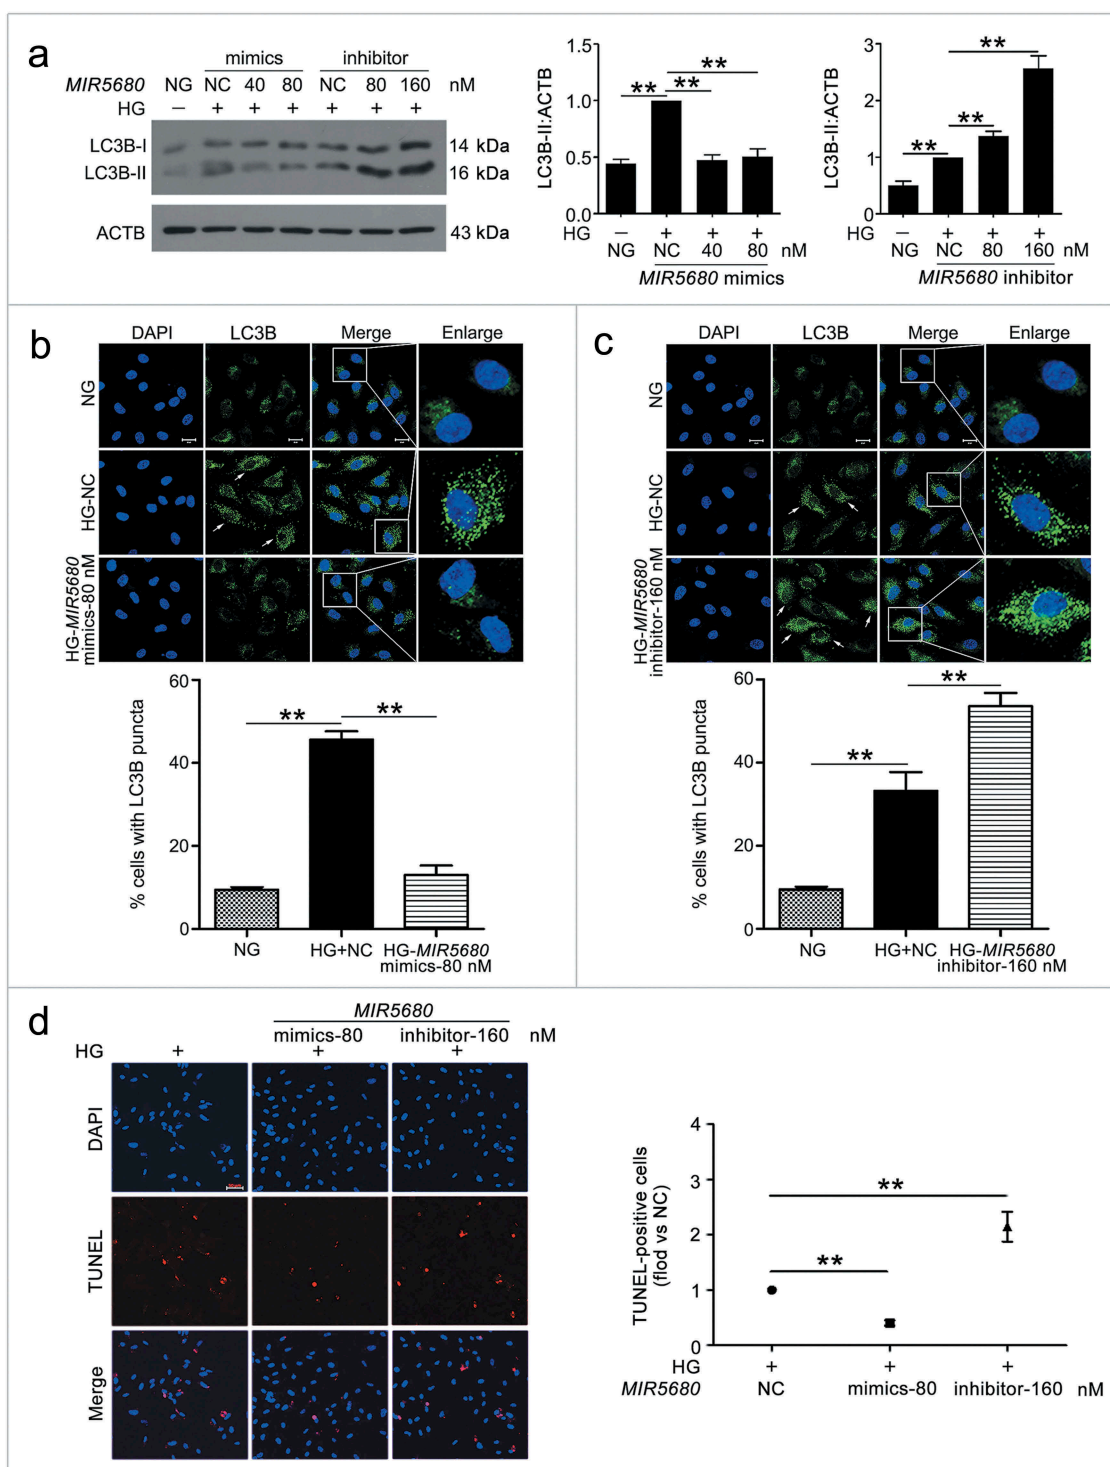 a
mimics inhibitor
MIR5680 NG NC 40 80 NC 80 160 nM
HG – + + + + + +
LC3B-I 14 kDa
LC3B-II 16 kDa
ACTB 43 kDa
LC3B-II:ACTB
1.5
1.0
0.5
0.0
** ** **
HG – + + +
NG NC 40 80 nM
MIR5680 mimics
LC3B-II:ACTB
3
2
1
0
** ** **
HG – + + +
NG NC 80 160 nM
MIR5680 inhibitor
b
DAPI LC3B Merge Enlarge
NG
HG-NC
HG-MIR5680
mimics-80 nM
% cells with LC3B puncta
60
40
20
0
** **
NG HG+NC HG-MIR5680
mimics-80 nM
c
DAPI LC3B Merge Enlarge
NG
HG-NC
HG-MIR5680
inhibitor-160 nM
% cells with LC3B puncta
60
40
20
0
** **
NG HG+NC HG-MIR5680
inhibitor-160 nM
d
MIR5680
mimics-80 inhibitor-160 nM
HG + + +
DAPI
TUNEL
Merge
TUNEL-positive cells
(flod vs NC)
4
3
2
1
0
**
**
HG + + +
MIR5680 NC mimics-80 inhibitor-160 nM